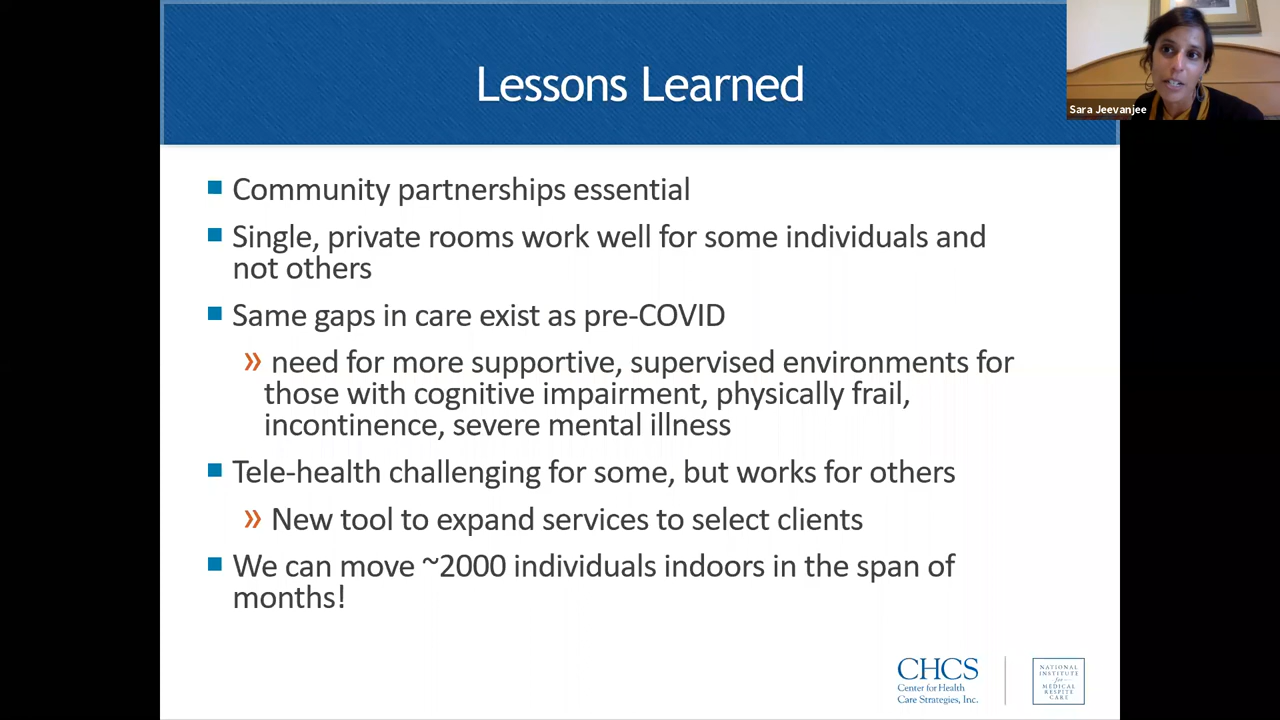 Lessons Learned
Sara Jeevanjee
Community partnerships essential
Single, private rooms work well for some individuals and
not others
Same gaps in care exist as pre-COVID
» need for more supportive, supervised environments for
those with cognitive impairment, physically frail,
incontinence, severe mental illness
Tele-health challenging for some, but works for others
» New tool to expand services to select clients
We can move ~2000 individuals indoors in the span of
months!
CHCS
Center for Health
Care Strategies, Inc.
NATIONAL
INSTITUTE
for
MEDICAL
RESPITE
CARE